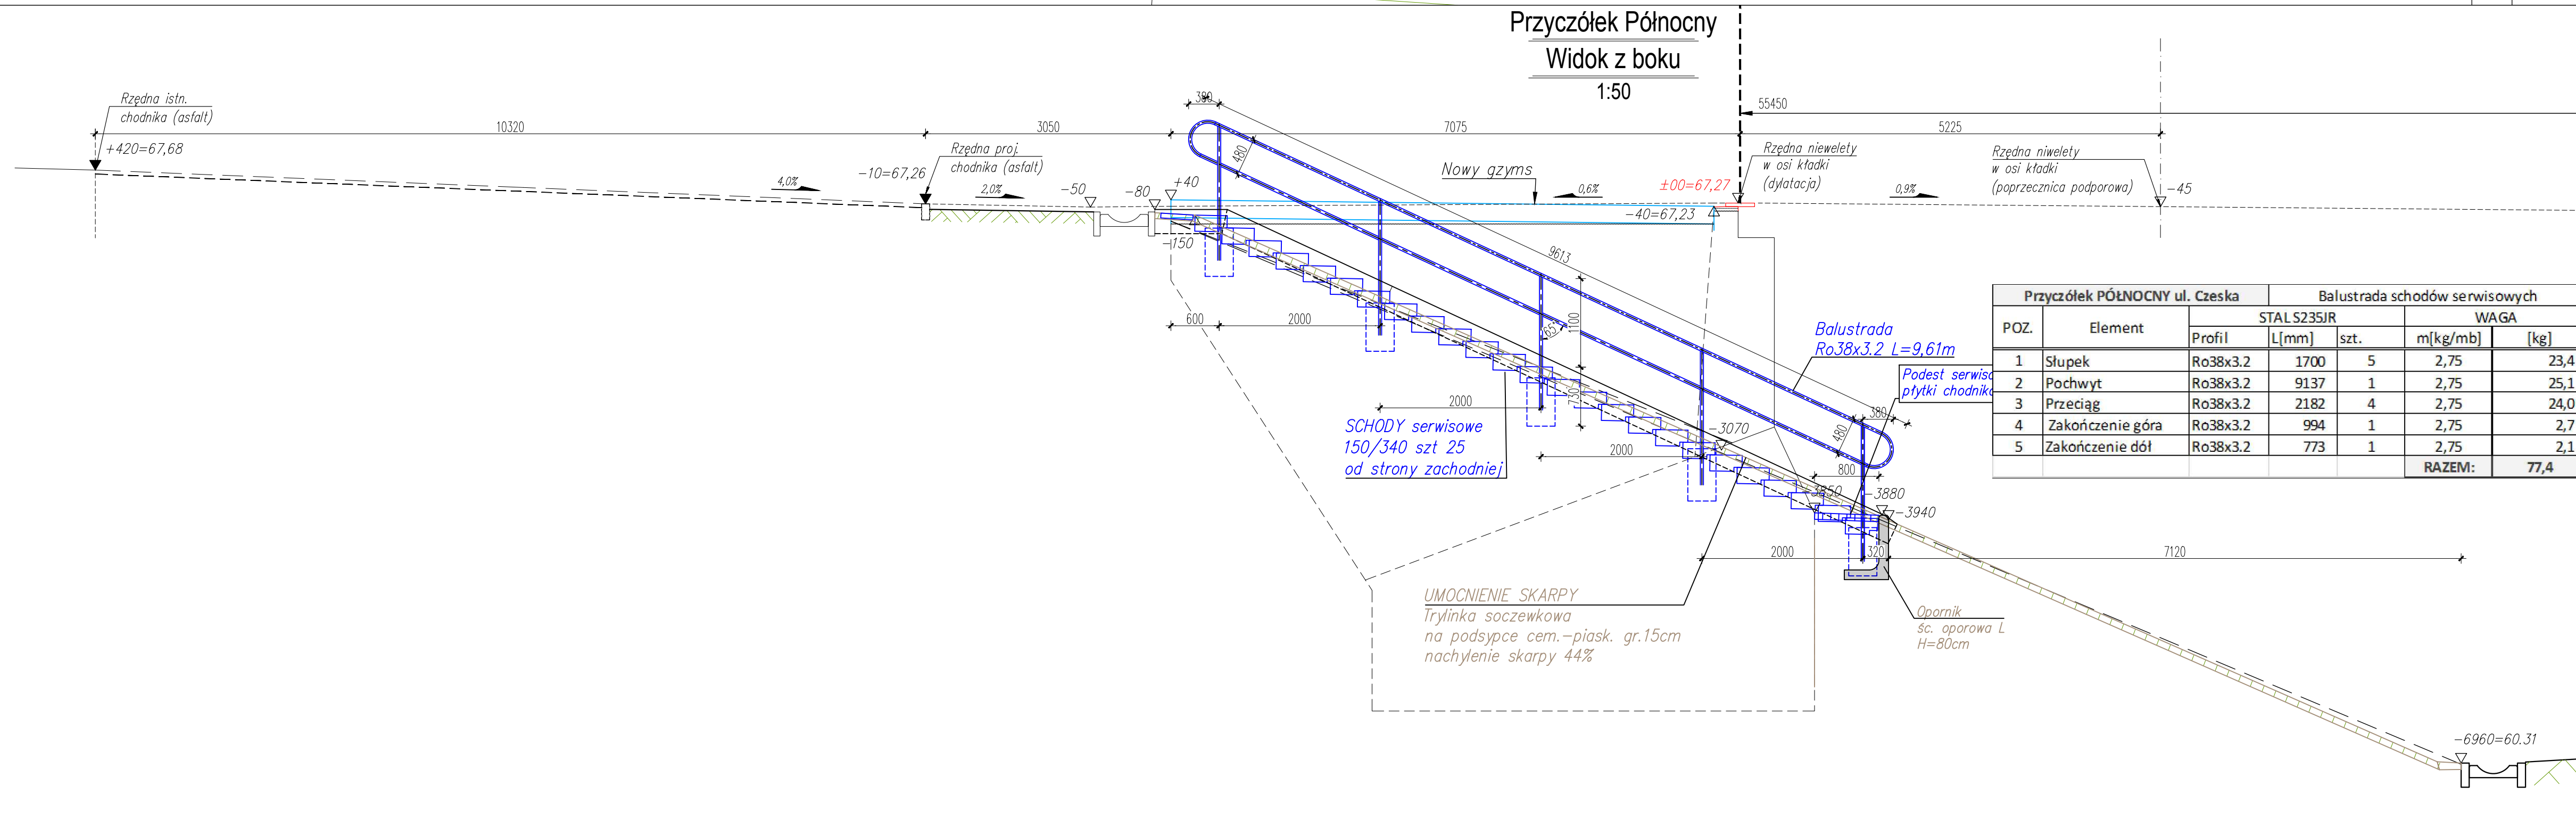 Przyczółek Północny
Widok z boku
1:50
Rzędna istn.
chodnika (asfalt)
+420=67,68
10320
4,0%
-10=67,26
Rzędna proj.
chodnika (asfalt)
2,0%
3050
-50
-80
+40
-150
380
480
7075
Nowy gzyms
0,6%
±00=67,27
-40=67,23
55450
5225
Rzędna niewelety
w osi kładki
(dylatacja)
0,9%
Rzędna niwelety
w osi kładki
(poprzecznica podporowa)
-45
9613
600
2000
1100
65°
730
2000
2000
Balustrada
Ro38x3.2 L=9,61m
Podest serwiso
płytki chodniko
SCHODY serwisowe
150/340 szt 25
od strony zachodniej
-3070
380
480
800
-3850
-3880
-3940
2000
320
7120
UMOCNIENIE SKARPY
Trylinka soczewkowa
na podsypce cem.-piask. gr.15cm
nachylenie skarpy 44%
Opornik
śc. oporowa L
H=80cm
-6960=60.31
Przyczółek PÓŁNOCNY ul. Czeska Balustrada schodów serwisowych
POZ. Element STAL S235JR WAGA
Profil L[mm] szt. m[kg/mb] [kg]
1 Słupek Ro38x3.2 1700 5 2,75 23,4
2 Pochwyt Ro38x3.2 9137 1 2,75 25,1
3 Przeciąg Ro38x3.2 2182 4 2,75 24,0
4 Zakończenie góra Ro38x3.2 994 1 2,75 2,7
5 Zakończenie dół Ro38x3.2 773 1 2,75 2,1
RAZEM: 77,4